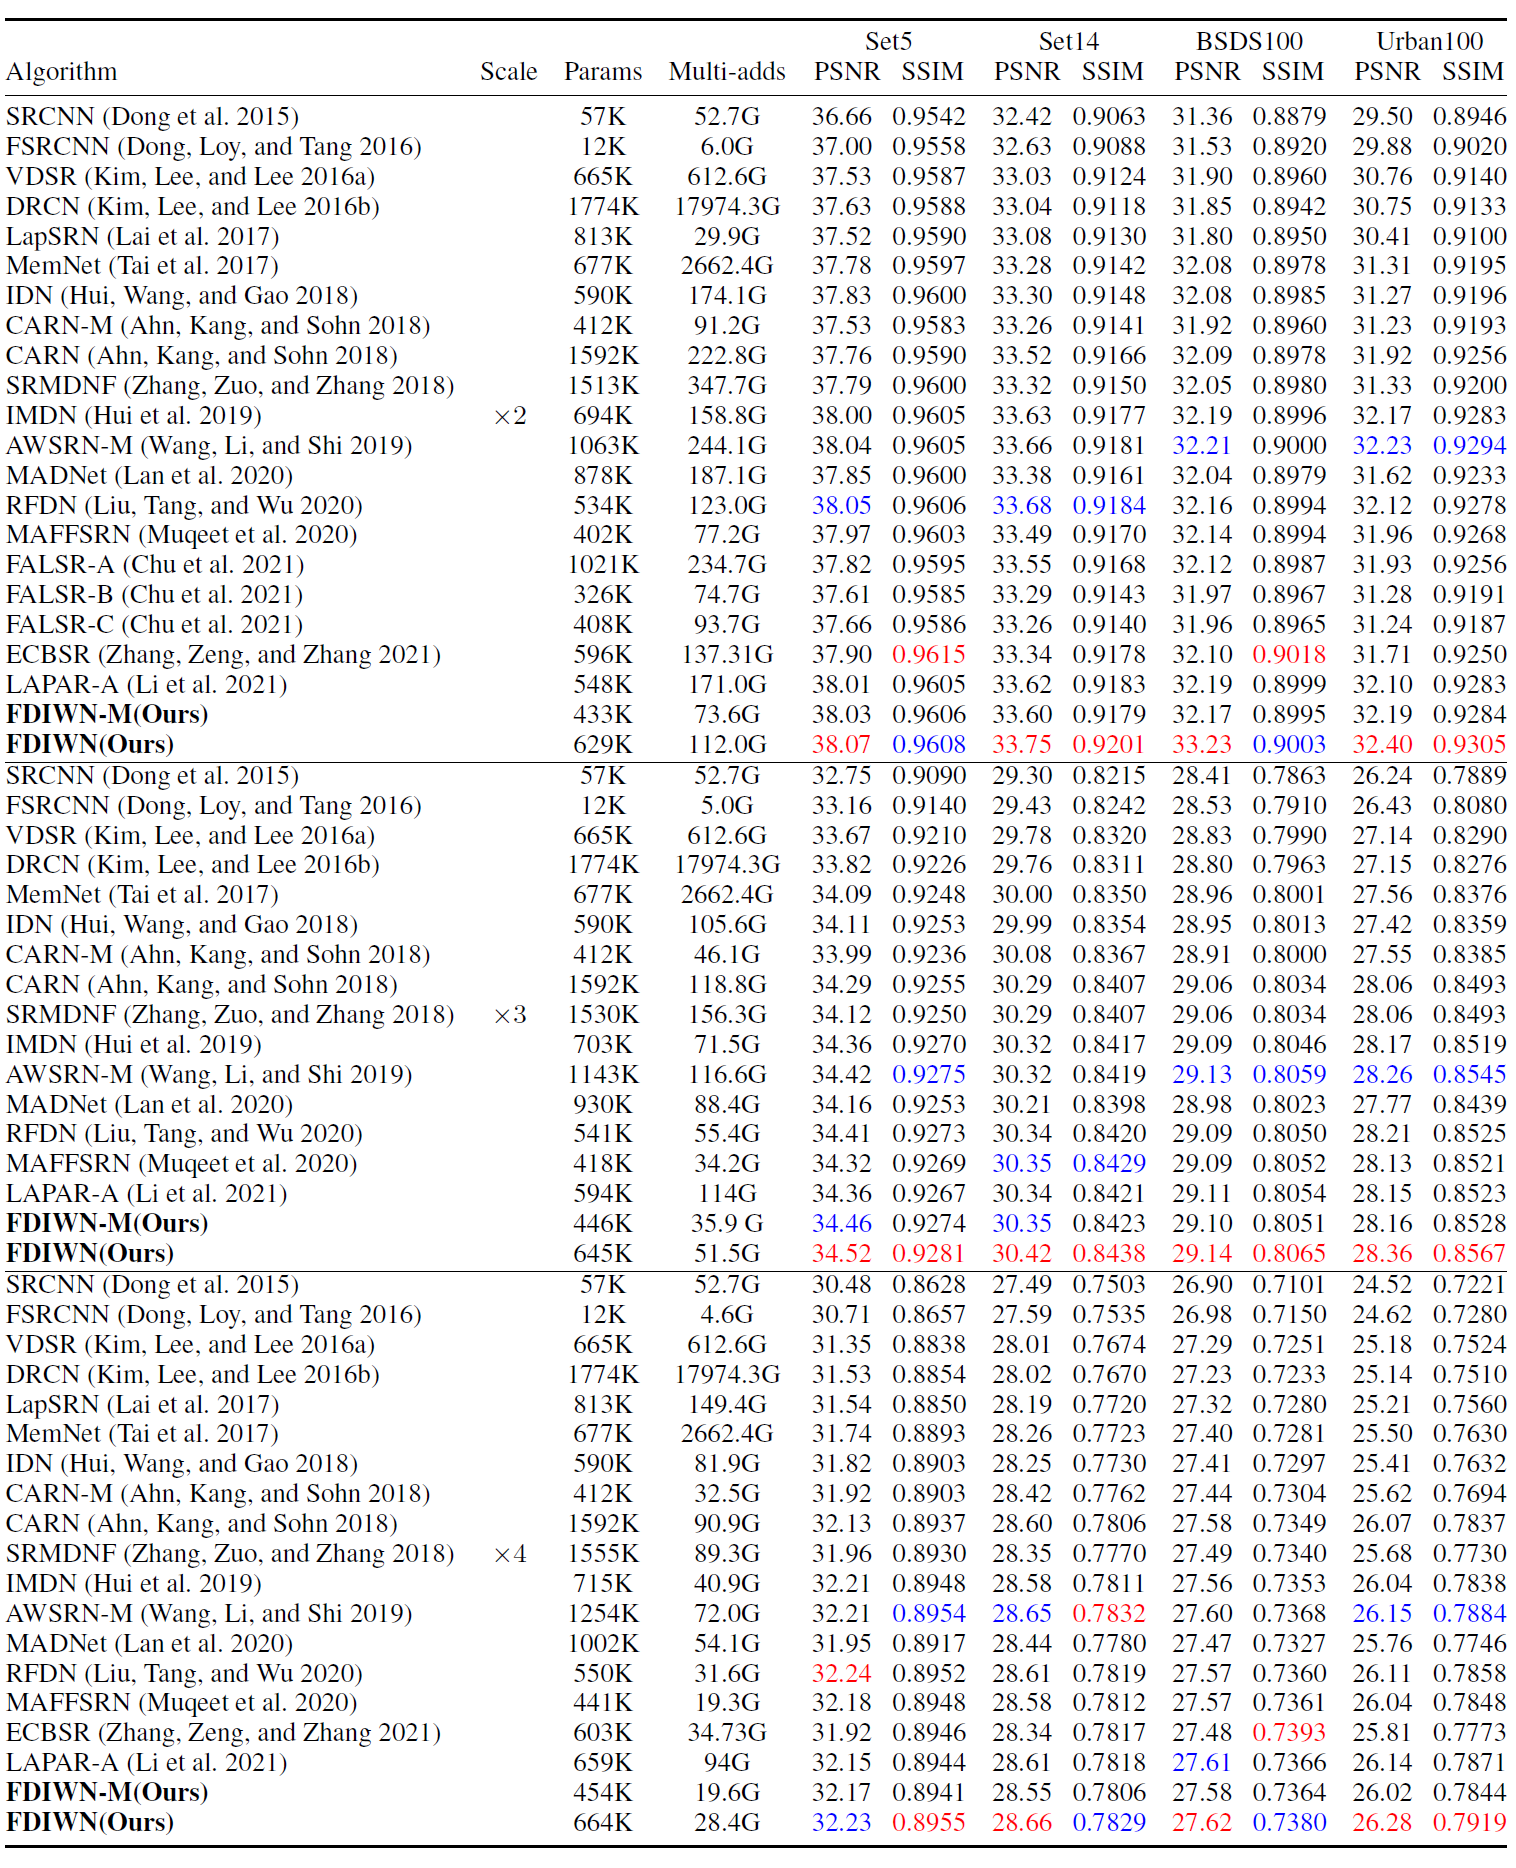 Set5 Set14 BSDS100 Urban100
Algorithm Scale Params Multi-adds PSNR SSIM PSNR SSIM PSNR SSIM PSNR SSIM
SRCNN (Dong et al. 2015) 57K 52.7G 36.66 0.9542 32.42 0.9063 31.36 0.8879 29.50 0.8946
FSRCNN (Dong, Loy, and Tang 2016) 12K 6.0G 37.00 0.9558 32.63 0.9088 31.53 0.8920 29.88 0.9020
VDSR (Kim, Lee, and Lee 2016a) 665K 612.6G 37.53 0.9587 33.03 0.9124 31.90 0.8960 30.76 0.9140
DRCN (Kim, Lee, and Lee 2016b) 1774K 17974.3G 37.63 0.9588 33.04 0.9118 31.85 0.8942 30.75 0.9133
LapSRN (Lai et al. 2017) 813K 29.9G 37.52 0.9590 33.08 0.9130 31.80 0.8950 30.41 0.9100
MemNet (Tai et al. 2017) 677K 2662.4G 37.78 0.9597 33.28 0.9142 32.08 0.8978 31.31 0.9195
IDN (Hui, Wang, and Gao 2018) 590K 174.1G 37.83 0.9600 33.30 0.9148 32.08 0.8985 31.27 0.9196
CARN-M (Ahn, Kang, and Sohn 2018) 412K 91.2G 37.53 0.9583 33.26 0.9141 31.92 0.8960 31.23 0.9193
CARN (Ahn, Kang, and Sohn 2018) 1592K 222.8G 37.76 0.9590 33.52 0.9166 32.09 0.8978 31.92 0.9256
SRMDNF (Zhang, Zuo, and Zhang 2018) 1513K 347.7G 37.79 0.9600 33.32 0.9150 32.05 0.8980 31.33 0.9200
IMDN (Hui et al. 2019) ×2 694K 158.8G 38.00 0.9605 33.63 0.9177 32.19 0.8996 32.17 0.9283
AWSRN-M (Wang, Li, and Shi 2019) 1063K 244.1G 38.04 0.9605 33.66 0.9181 32.21 0.9000 32.23 0.9294
MADNet (Lan et al. 2020) 878K 187.1G 37.85 0.9600 33.38 0.9161 32.04 0.8979 31.62 0.9233
RFDN (Liu, Tang, and Wu 2020) 534K 123.0G 38.05 0.9606 33.68 0.9184 32.16 0.8994 32.12 0.9278
MAFFSRN (Muqeet et al. 2020) 402K 77.2G 37.97 0.9603 33.49 0.9170 32.14 0.8994 31.96 0.9268
FALSR-A (Chu et al. 2021) 1021K 234.7G 37.82 0.9595 33.55 0.9168 32.12 0.8987 31.93 0.9256
FALSR-B (Chu et al. 2021) 326K 74.7G 37.61 0.9585 33.29 0.9143 31.97 0.8967 31.28 0.9191
FALSR-C (Chu et al. 2021) 408K 93.7G 37.66 0.9586 33.26 0.9140 31.96 0.8965 31.24 0.9187
ECBSR (Zhang, Zeng, and Zhang 2021) 596K 137.31G 37.90 0.9615 33.34 0.9178 32.10 0.9018 31.71 0.9250
LAPAR-A (Li et al. 2021) 548K 171.0G 38.01 0.9605 33.62 0.9183 32.19 0.8999 32.10 0.9283
FDIWN-M(Ours) 433K 73.6G 38.03 0.9606 33.60 0.9179 32.17 0.8995 32.19 0.9284
FDIWN(Ours) 629K 112.0G 38.07 0.9608 33.75 0.9201 33.23 0.9003 32.40 0.9305
SRCNN (Dong et al. 2015) 57K 52.7G 32.75 0.9090 29.30 0.8215 28.41 0.7863 26.24 0.7889
FSRCNN (Dong, Loy, and Tang 2016) 12K 5.0G 33.16 0.9140 29.43 0.8242 28.53 0.7910 26.43 0.8080
VDSR (Kim, Lee, and Lee 2016a) 665K 612.6G 33.67 0.9210 29.78 0.8320 28.83 0.7990 27.14 0.8290
DRCN (Kim, Lee, and Lee 2016b) 1774K 17974.3G 33.82 0.9226 29.76 0.8311 28.80 0.7963 27.15 0.8276
MemNet (Tai et al. 2017) 677K 2662.4G 34.09 0.9248 30.00 0.8350 28.96 0.8001 27.56 0.8376
IDN (Hui, Wang, and Gao 2018) 590K 105.6G 34.11 0.9253 29.99 0.8354 28.95 0.8013 27.42 0.8359
CARN-M (Ahn, Kang, and Sohn 2018) 412K 46.1G 33.99 0.9236 30.08 0.8367 28.91 0.8000 27.55 0.8385
CARN (Ahn, Kang, and Sohn 2018) 1592K 118.8G 34.29 0.9255 30.29 0.8407 29.06 0.8034 28.06 0.8493
SRMDNF (Zhang, Zuo, and Zhang 2018) ×3 1530K 156.3G 34.12 0.9250 30.29 0.8407 29.06 0.8034 28.06 0.8493
IMDN (Hui et al. 2019) 703K 71.5G 34.36 0.9270 30.32 0.8417 29.09 0.8046 28.17 0.8519
AWSRN-M (Wang, Li, and Shi 2019) 1143K 116.6G 34.42 0.9275 30.32 0.8419 29.13 0.8059 28.26 0.8545
MADNet (Lan et al. 2020) 930K 88.4G 34.16 0.9253 30.21 0.8398 28.98 0.8023 27.77 0.8439
RFDN (Liu, Tang, and Wu 2020) 541K 55.4G 34.41 0.9273 30.34 0.8420 29.09 0.8050 28.21 0.8525
MAFFSRN (Muqeet et al. 2020) 418K 34.2G 34.32 0.9269 30.35 0.8429 29.09 0.8052 28.13 0.8521
LAPAR-A (Li et al. 2021) 594K 114G 34.36 0.9267 30.34 0.8421 29.11 0.8054 28.15 0.8523
FDIWN-M(Ours) 446K 35.9 G 34.46 0.9274 30.35 0.8423 29.10 0.8051 28.16 0.8528
FDIWN(Ours) 645K 51.5G 34.52 0.9281 30.42 0.8438 29.14 0.8065 28.36 0.8567
SRCNN (Dong et al. 2015) 57K 52.7G 30.48 0.8628 27.49 0.7503 26.90 0.7101 24.52 0.7221
FSRCNN (Dong, Loy, and Tang 2016) 12K 4.6G 30.71 0.8657 27.59 0.7535 26.98 0.7150 24.62 0.7280
VDSR (Kim, Lee, and Lee 2016a) 665K 612.6G 31.35 0.8838 28.01 0.7674 27.29 0.7251 25.18 0.7524
DRCN (Kim, Lee, and Lee 2016b) 1774K 17974.3G 31.53 0.8854 28.02 0.7670 27.23 0.7233 25.14 0.7510
LapSRN (Lai et al. 2017) 813K 149.4G 31.54 0.8850 28.19 0.7720 27.32 0.7280 25.21 0.7560
MemNet (Tai et al. 2017) 677K 2662.4G 31.74 0.8893 28.26 0.7723 27.40 0.7281 25.50 0.7630
IDN (Hui, Wang, and Gao 2018) 590K 81.9G 31.82 0.8903 28.25 0.7730 27.41 0.7297 25.41 0.7632
CARN-M (Ahn, Kang, and Sohn 2018) 412K 32.5G 31.92 0.8903 28.42 0.7762 27.44 0.7304 25.62 0.7694
CARN (Ahn, Kang, and Sohn 2018) 1592K 90.9G 32.13 0.8937 28.60 0.7806 27.58 0.7349 26.07 0.7837
SRMDNF (Zhang, Zuo, and Zhang 2018) ×4 1555K 89.3G 31.96 0.8930 28.35 0.7770 27.49 0.7340 25.68 0.7730
IMDN (Hui et al. 2019) 715K 40.9G 32.21 0.8948 28.58 0.7811 27.56 0.7353 26.04 0.7838
AWSRN-M (Wang, Li, and Shi 2019) 1254K 72.0G 32.21 0.8954 28.65 0.7832 27.60 0.7368 26.15 0.7884
MADNet (Lan et al. 2020) 1002K 54.1G 31.95 0.8917 28.44 0.7780 27.47 0.7327 25.76 0.7746
RFDN (Liu, Tang, and Wu 2020) 550K 31.6G 32.24 0.8952 28.61 0.7819 27.57 0.7360 26.11 0.7858
MAFFSRN (Muqeet et al. 2020) 441K 19.3G 32.18 0.8948 28.58 0.7812 27.57 0.7361 26.04 0.7848
ECBSR (Zhang, Zeng, and Zhang 2021) 603K 34.73G 31.92 0.8946 28.34 0.7817 27.48 0.7393 25.81 0.7773
LAPAR-A (Li et al. 2021) 659K 94G 32.15 0.8944 28.61 0.7818 27.61 0.7366 26.14 0.7871
FDIWN-M(Ours) 454K 19.6G 32.17 0.8941 28.55 0.7806 27.58 0.7364 26.02 0.7844
FDIWN(Ours) 664K 28.4G 32.23 0.8955 28.66 0.7829 27.62 0.7380 26.28 0.7919